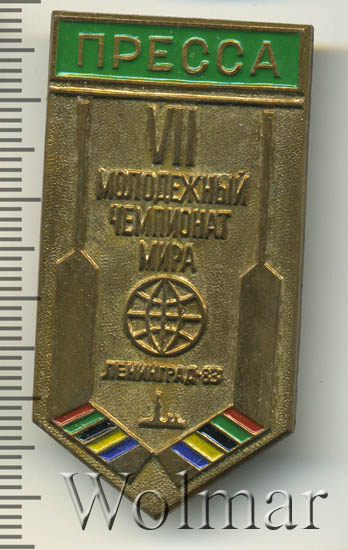 ПРЕССА
VII
МОЛОДЕЖНЫЙ
ЧЕМПИОНАТ
МИРА
ЛЕНИНГРАД-83
Wolmar